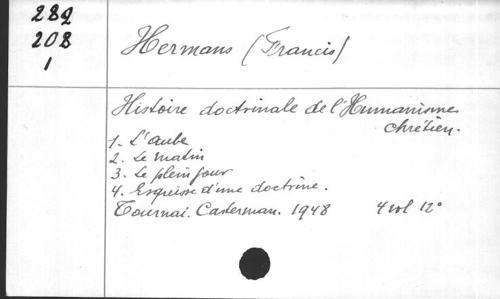 282
208
1
Hermans (Francis)
Histoire doctrinale de l'Humanisme
chrétien.
1. L'aube
2. Le matin
3. Le plein jour
4. Esquisse d'une doctrine.
Tournai. Casterman. 1948 4 vol 12°